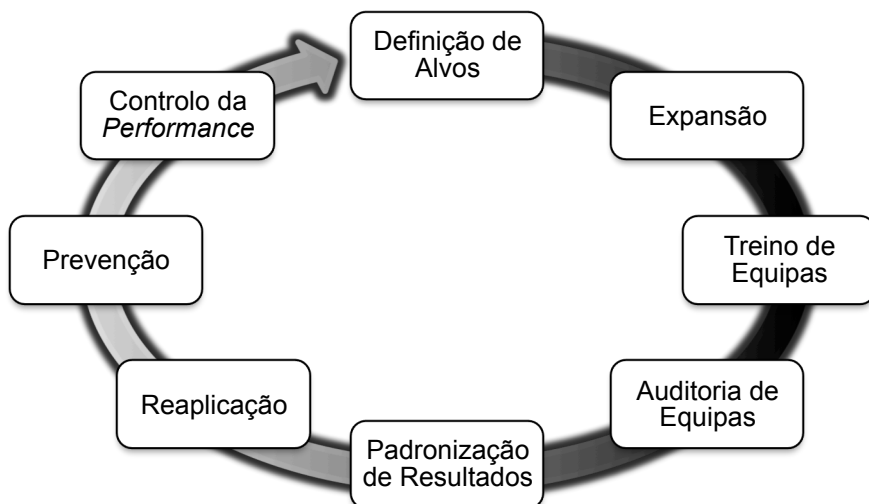 Definição de
Alvos
Expansão
Treino de
Equipas
Auditoria de
Equipas
Padronização
de Resultados
Reaplicação
Prevenção
Controlo da
Performance